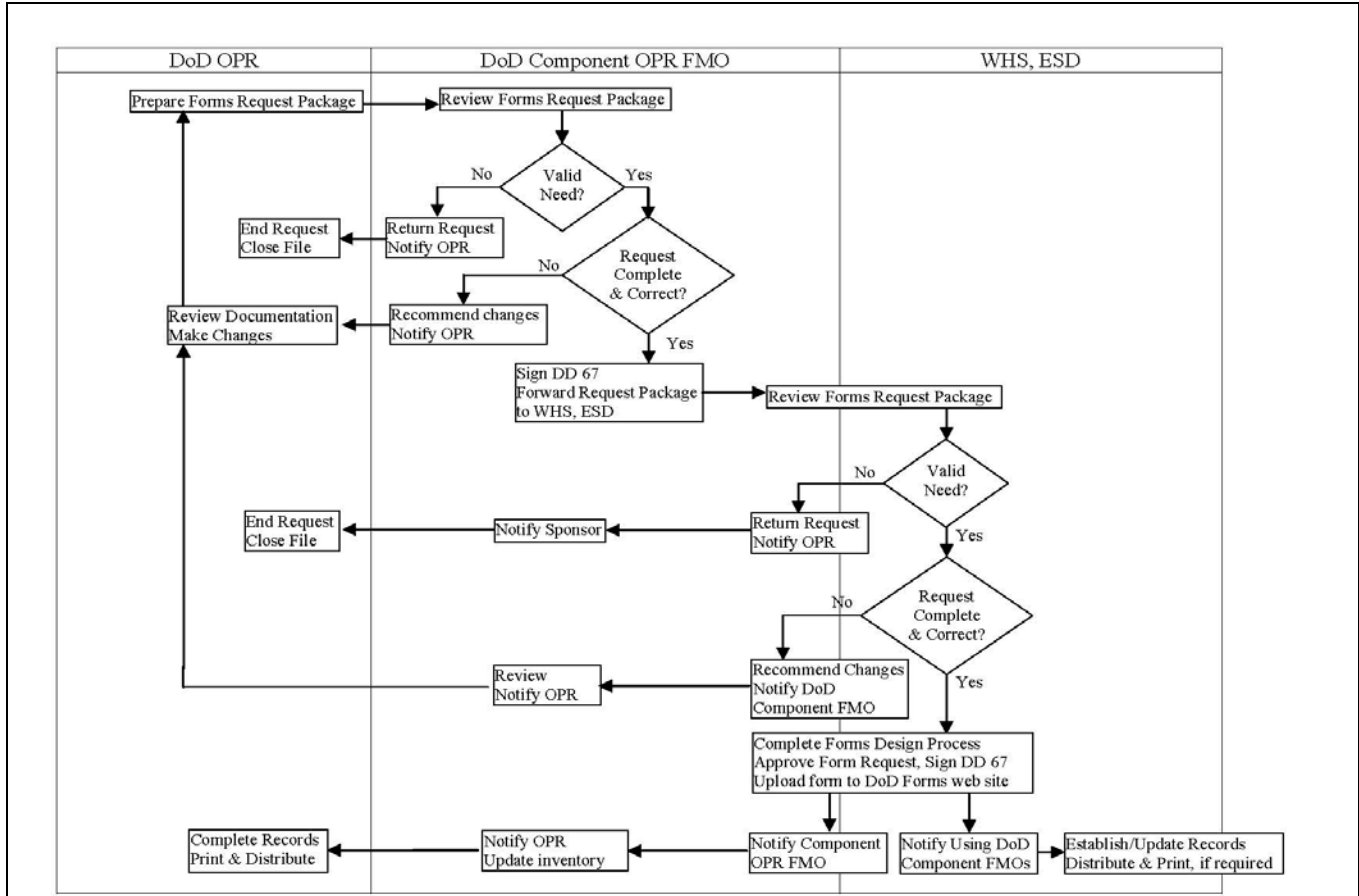 DoD OPR
DoD Component OPR FMO
WHS, ESD
Prepare Forms Request Package
Review Forms Request Package
Valid
Need?
No
Yes
Return Request
Notify OPR
End Request
Close File
Request
Complete
& Correct?
No
Recommend changes
Notify OPR
Review Documentation
Make Changes
Yes
Sign DD 67
Forward Request Package
to WHS, ESD
Review Forms Request Package
Valid
Need?
No
Return Request
Notify OPR
Notify Sponsor
End Request
Close File
Yes
Request
Complete
& Correct?
No
Recommend Changes
Notify DoD
Component FMO
Review
Notify OPR
Yes
Complete Forms Design Process
Approve Form Request, Sign DD 67
Upload form to DoD Forms web site
Notify Component
OPR FMO
Notify OPR
Update inventory
Complete Records
Print & Distribute
Notify Using DoD
Component FMOs
Establish/Update Records
Distribute & Print, if required